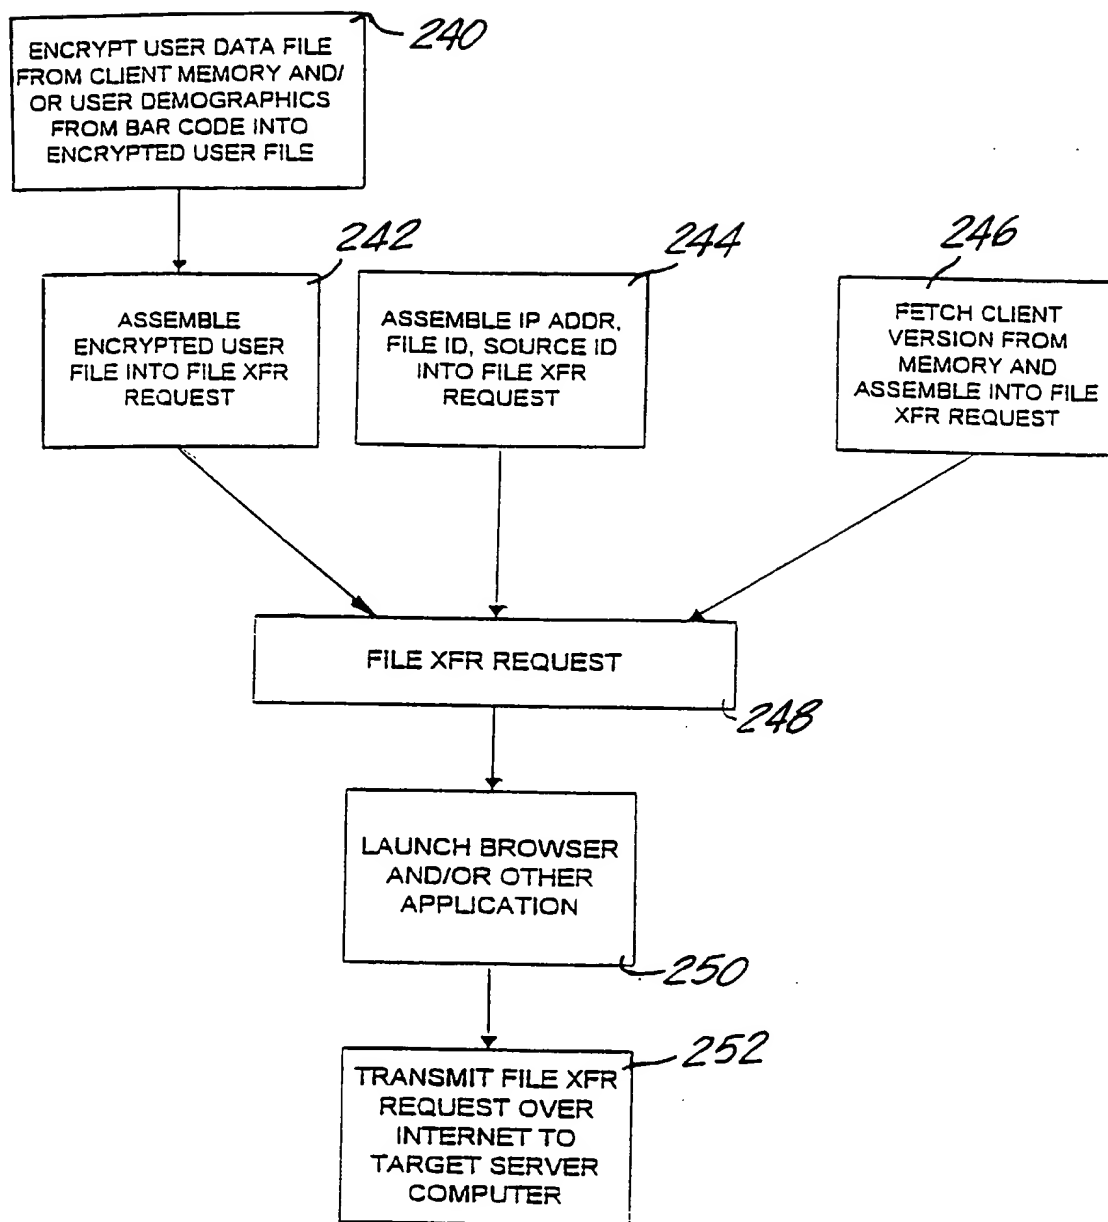 240
ENCRYPT USER DATA FILE
FROM CLIENT MEMORY AND/
OR USER DEMOGRAPHICS
FROM BAR CODE INTO
ENCRYPTED USER FILE
242
ASSEMBLE
ENCRYPTED USER
FILE INTO FILE XFR
REQUEST
244
ASSEMBLE IP ADDR,
FILE ID, SOURCE ID
INTO FILE XFR
REQUEST
246
FETCH CLIENT
VERSION FROM
MEMORY AND
ASSEMBLE INTO FILE
XFR REQUEST
FILE XFR REQUEST
248
LAUNCH BROWSER
AND/OR OTHER
APPLICATION
250
252
TRANSMIT FILE XFR
REQUEST OVER
INTERNET TO
TARGET SERVER
COMPUTER